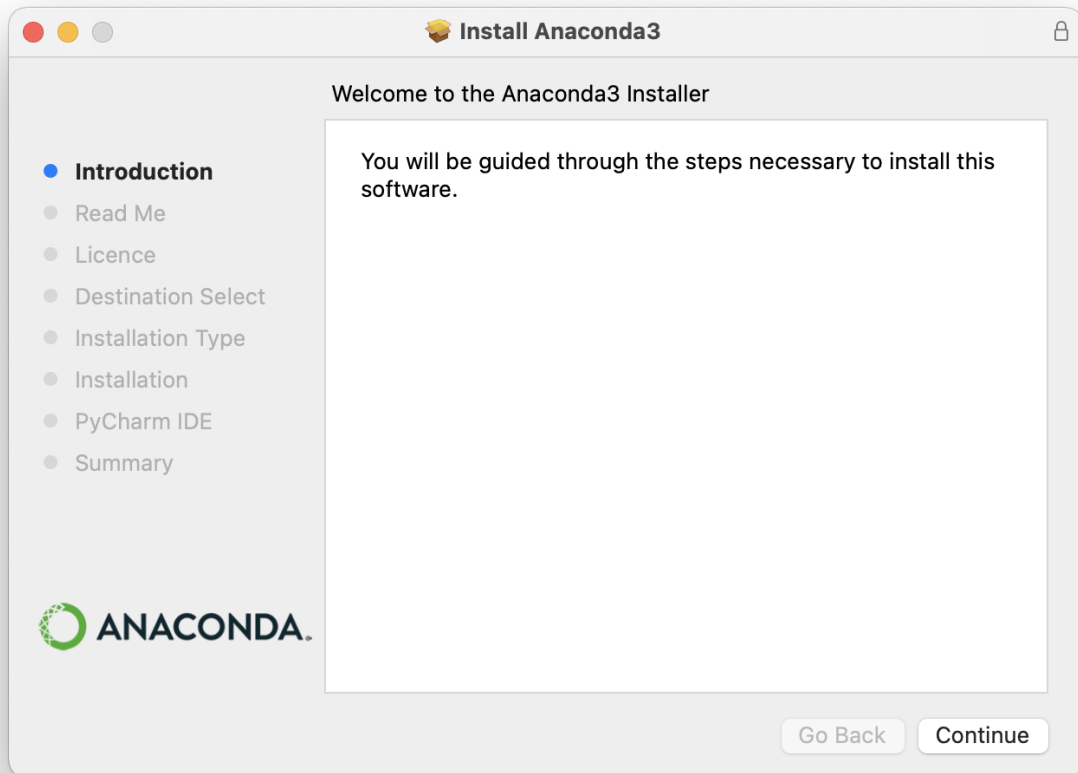 Install Anaconda3
Welcome to the Anaconda3 Installer
You will be guided through the steps necessary to install this
software.
Introduction
Read Me
Licence
Destination Select
Installation Type
Installation
PyCharm IDE
Summary
ANACONDA.
Go Back
Continue